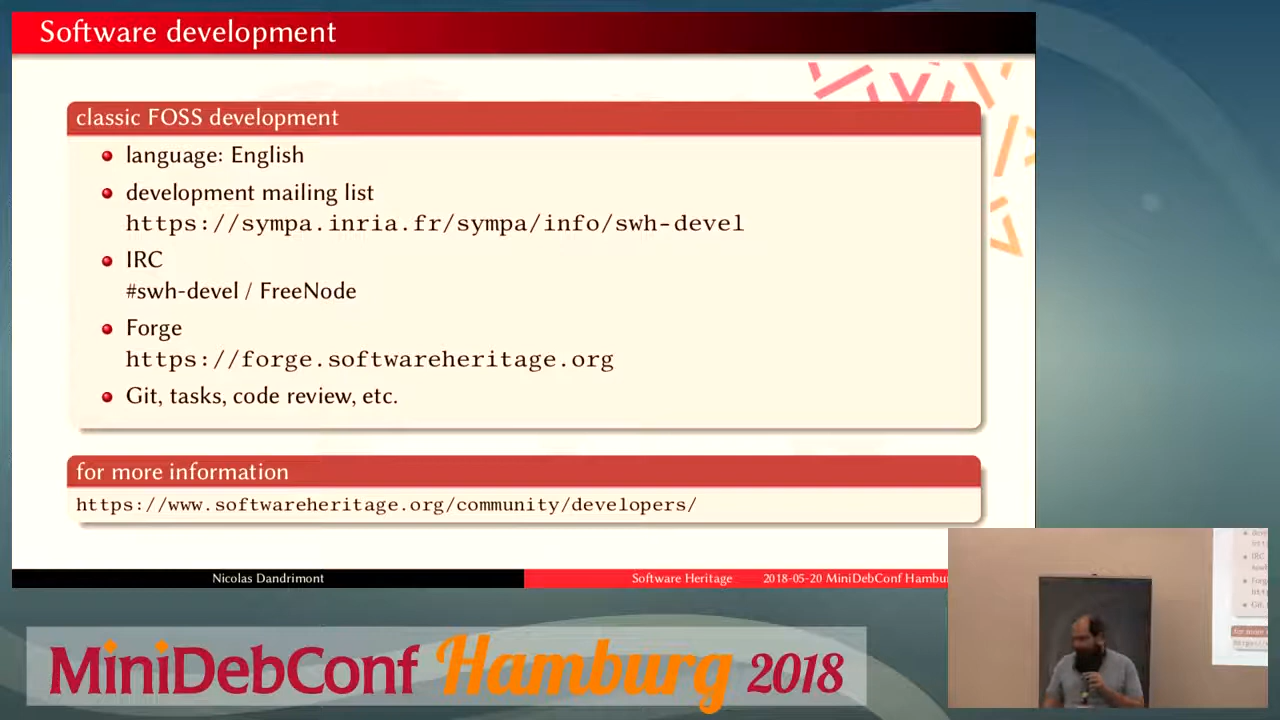 Software development
classic FOSS development
language: English
development mailing list
https://sympa.inria.fr/sympa/info/swh-devel
IRC
#swh-devel / FreeNode
Forge
https://forge.softwareheritage.org
Git, tasks, code review, etc.
for more information
https://www.softwareheritage.org/community/developers/
Nicolas Dandrimont
Software Heritage
2018-05-20 MiniDebConf Hambur
MiniDebConf Hamburg 2018